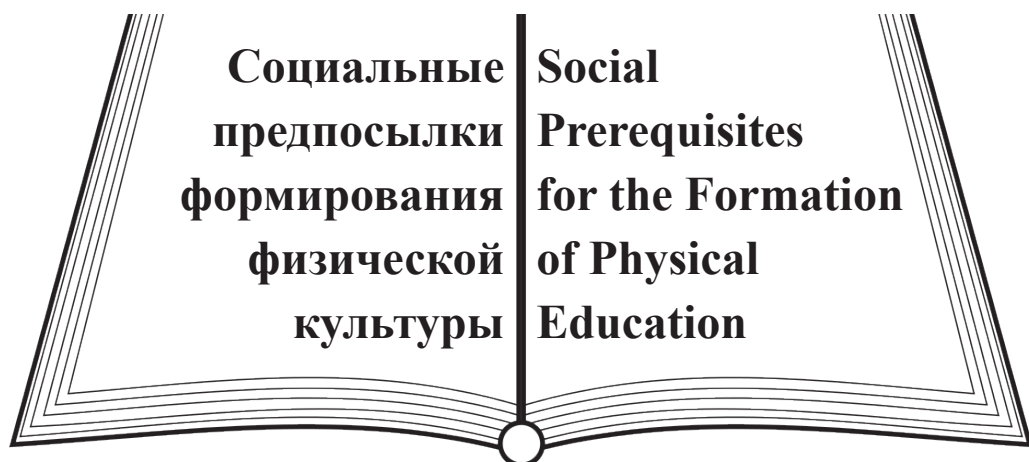 Социальные
предпосылки
формирования
физической
культуры
Social
Prerequisites
for the Formation
of Physical
Education